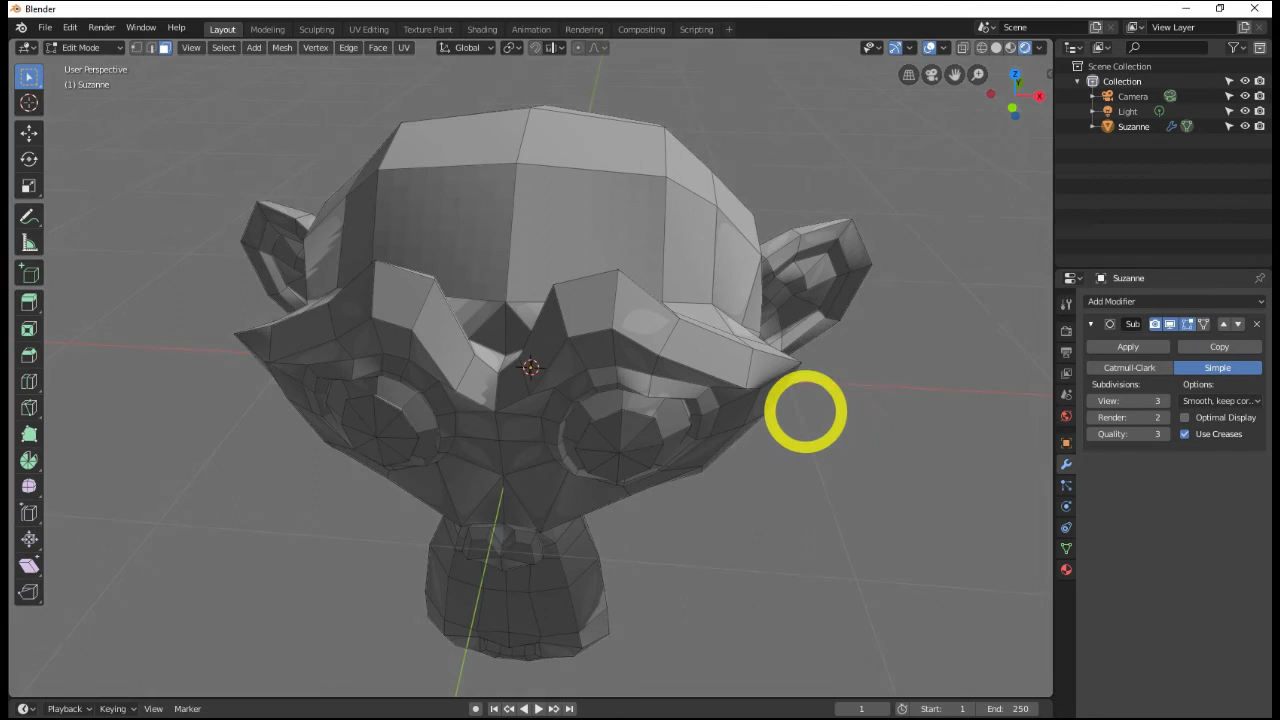 Blender
File Edit Render Window Help Layout Modeling Sculpting UV Editing Texture Paint Shading Animation Rendering Compositing Scripting + Scene View Layer
Edit Mode View Select Add Mesh Vertex Edge Face UV Global
User Perspective
(1) Suzanne
Z
Y
X
Scene Collection
Collection
Camera
Light
Suzanne
Suzanne
Add Modifier
Sub
Apply Copy
Catmull-Clark Simple
Subdivisions: Options:
View: 3 Smooth, keep cor..
Render: 2 Optimal Display
Quality: 3 Use Creases
Playback Keying View Marker 1 Start: 1 End: 250